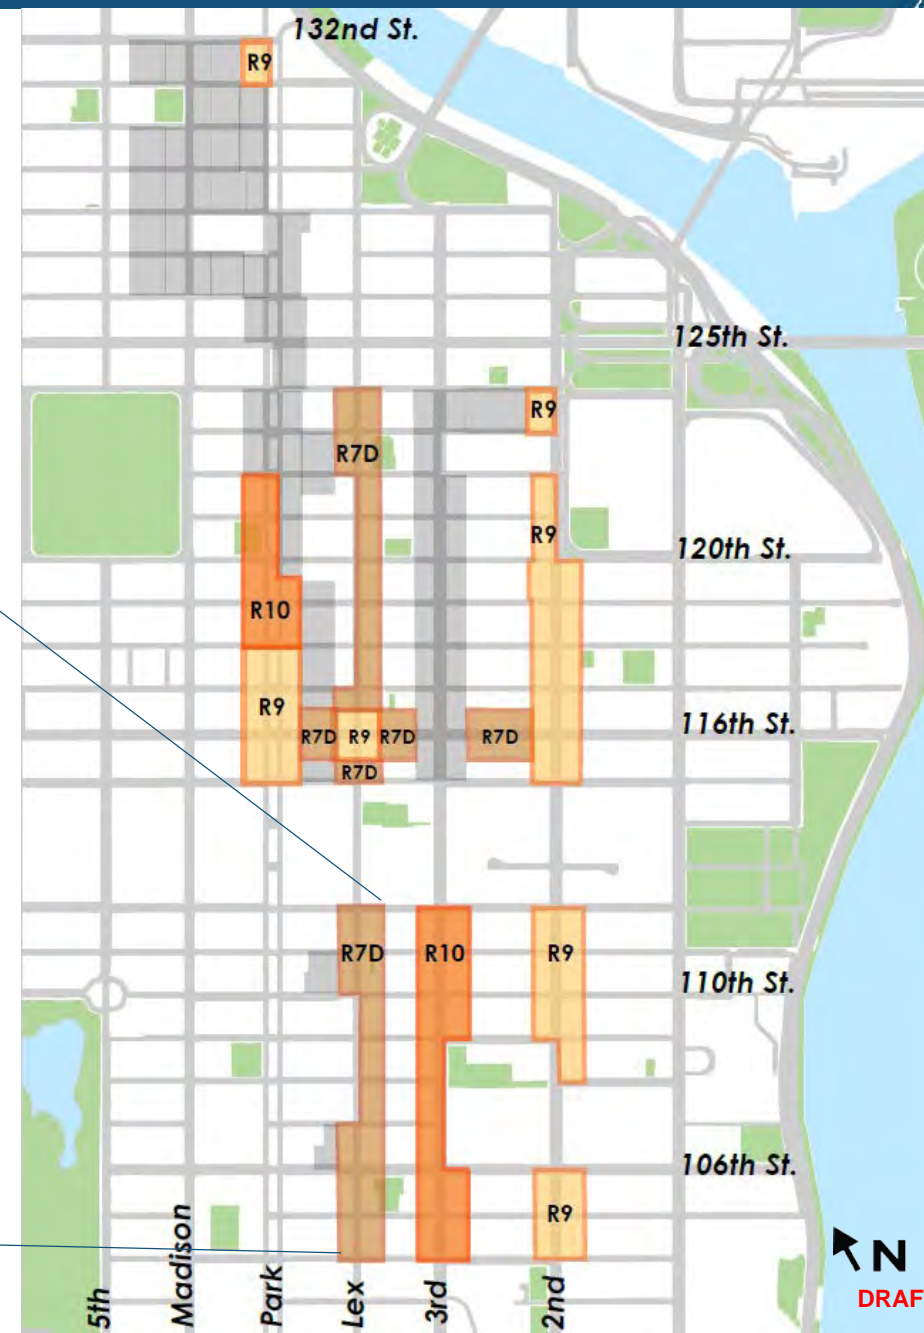 132nd St.
R9
125th St.
R9
R7D
R9
120th St.
R10
R9
116th St.
R7D
R9
R7D
R7D
R7D
R7D
R10
R9
110th St.
106th St.
R9
5th
Madison
Park
Lex
3rd
2nd
N
DRAF